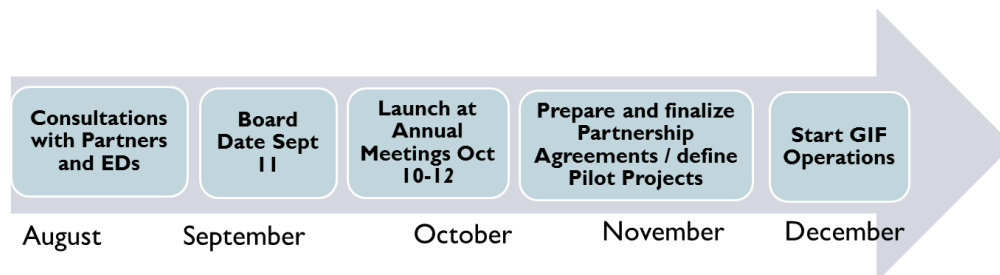 Consultations
with Partners
and EDs
Board
Date Sept
11
Launch at
Annual
Meetings Oct
10-12
Prepare and finalize
Partnership
Agreements / define
Pilot Projects
Start GIF
Operations
August
September
October
November
December